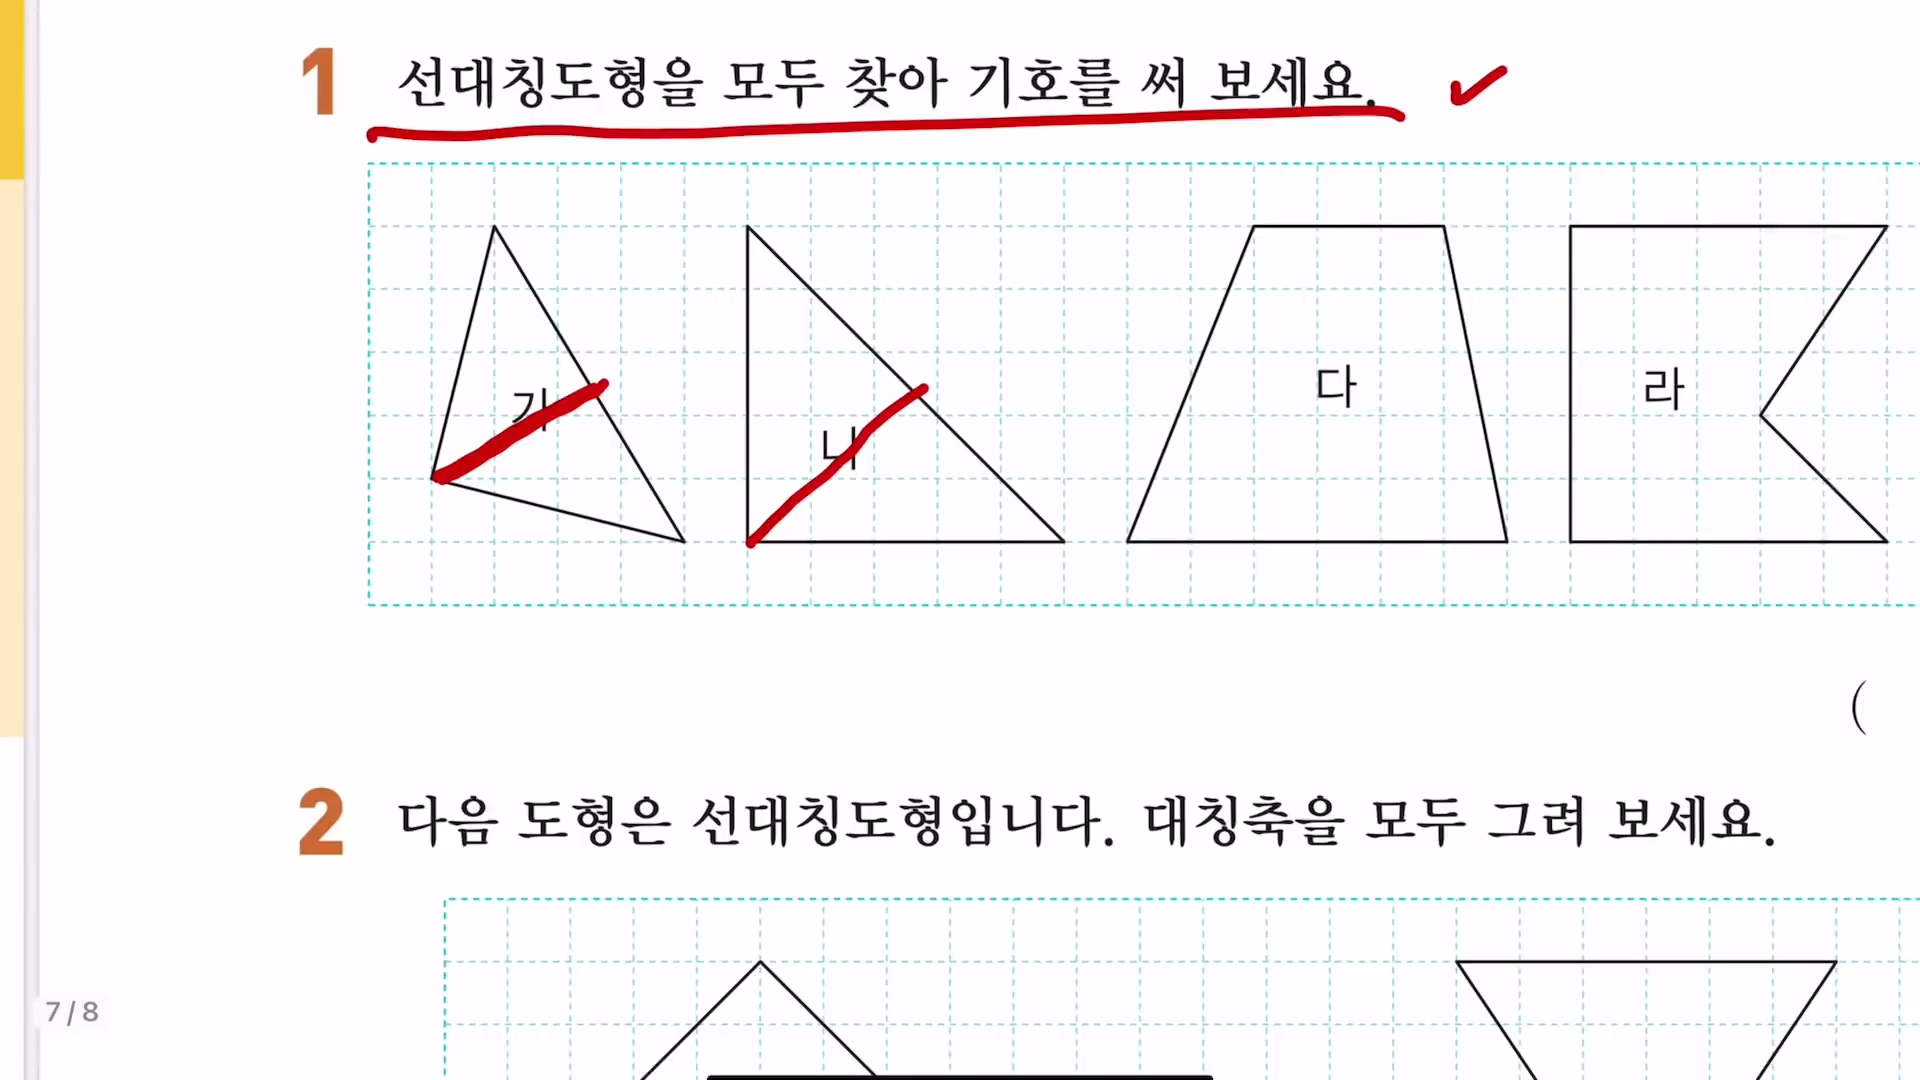 1 선대칭도형을 모두 찾아 기호를 써 보세요.
가 나 다 라
(
2 다음 도형은 선대칭도형입니다. 대칭축을 모두 그려 보세요.
7/8